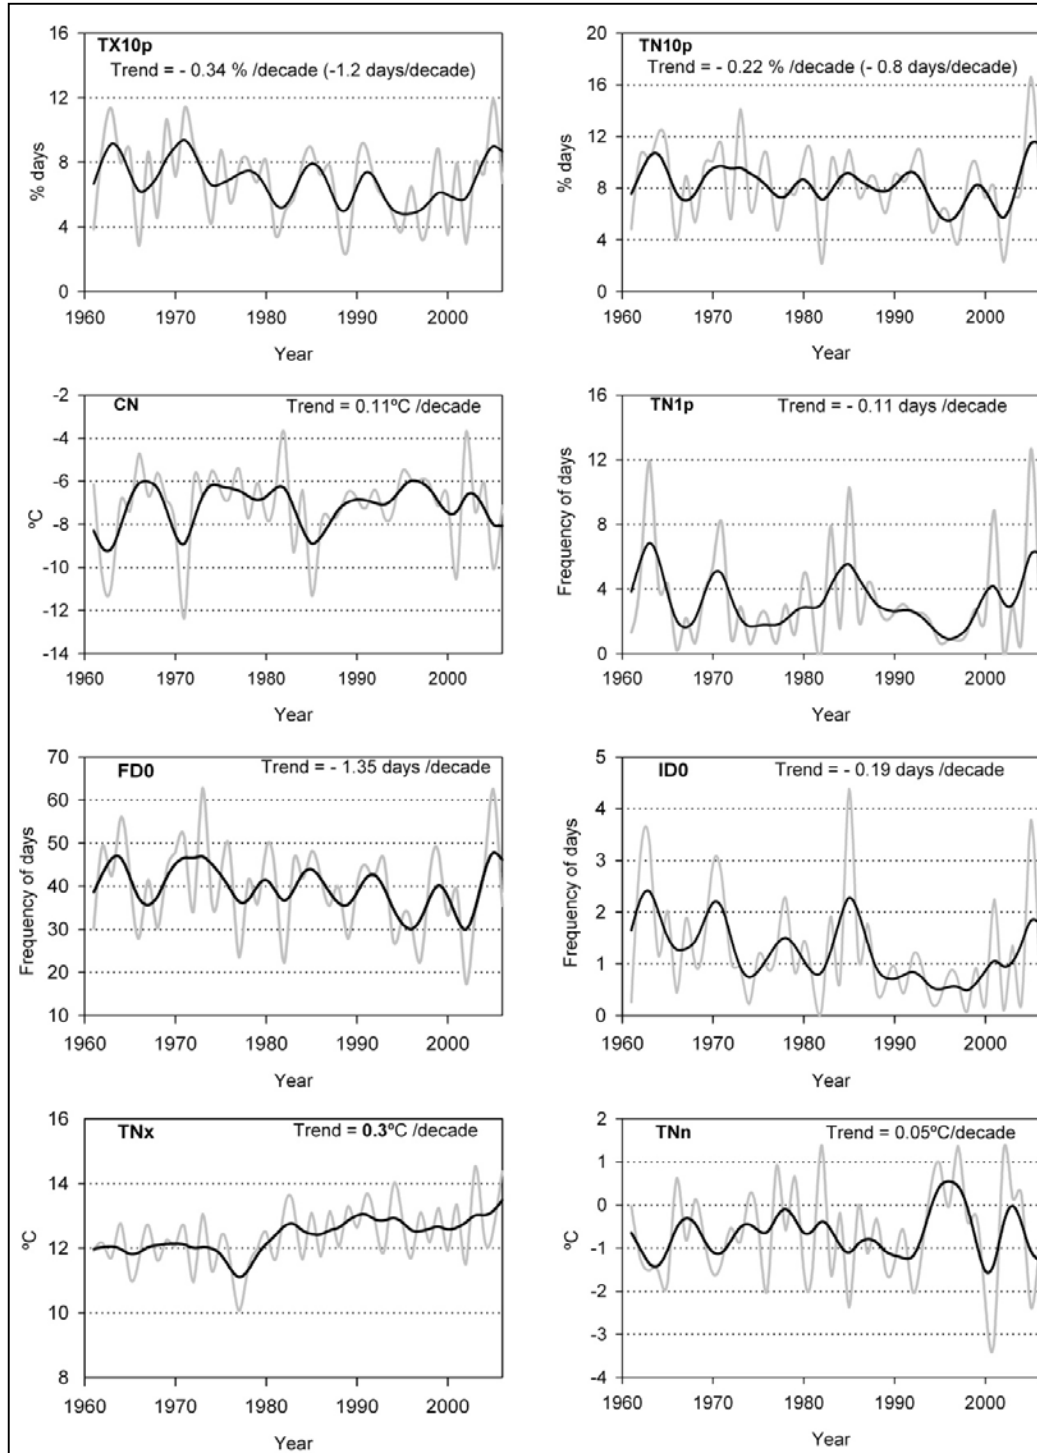 TX10p
Trend = - 0.34 % /decade (-1.2 days/decade)
% days
16
12
8
4
0
1960 1970 1980 1990 2000
Year
TN10p
Trend = - 0.22 % /decade (- 0.8 days/decade)
% days
20
16
12
8
4
0
1960 1970 1980 1990 2000
Year
CN
Trend = 0.11ºC /decade
ºC
-2
-4
-6
-8
-10
-12
-14
1960 1970 1980 1990 2000
Year
TN1p
Trend = - 0.11 days /decade
Frequency of days
16
12
8
4
0
1960 1970 1980 1990 2000
Year
FD0
Trend = - 1.35 days /decade
Frequency of days
70
60
50
40
30
20
10
1960 1970 1980 1990 2000
Year
ID0
Trend = - 0.19 days /decade
Frequency of days
5
4
3
2
1
0
1960 1970 1980 1990 2000
Year
TNx
Trend = 0.3ºC /decade
ºC
16
14
12
10
8
1960 1970 1980 1990 2000
Year
TNn
Trend = 0.05ºC/decade
ºC
2
1
0
-1
-2
-3
-4
1960 1970 1980 1990 2000
Year